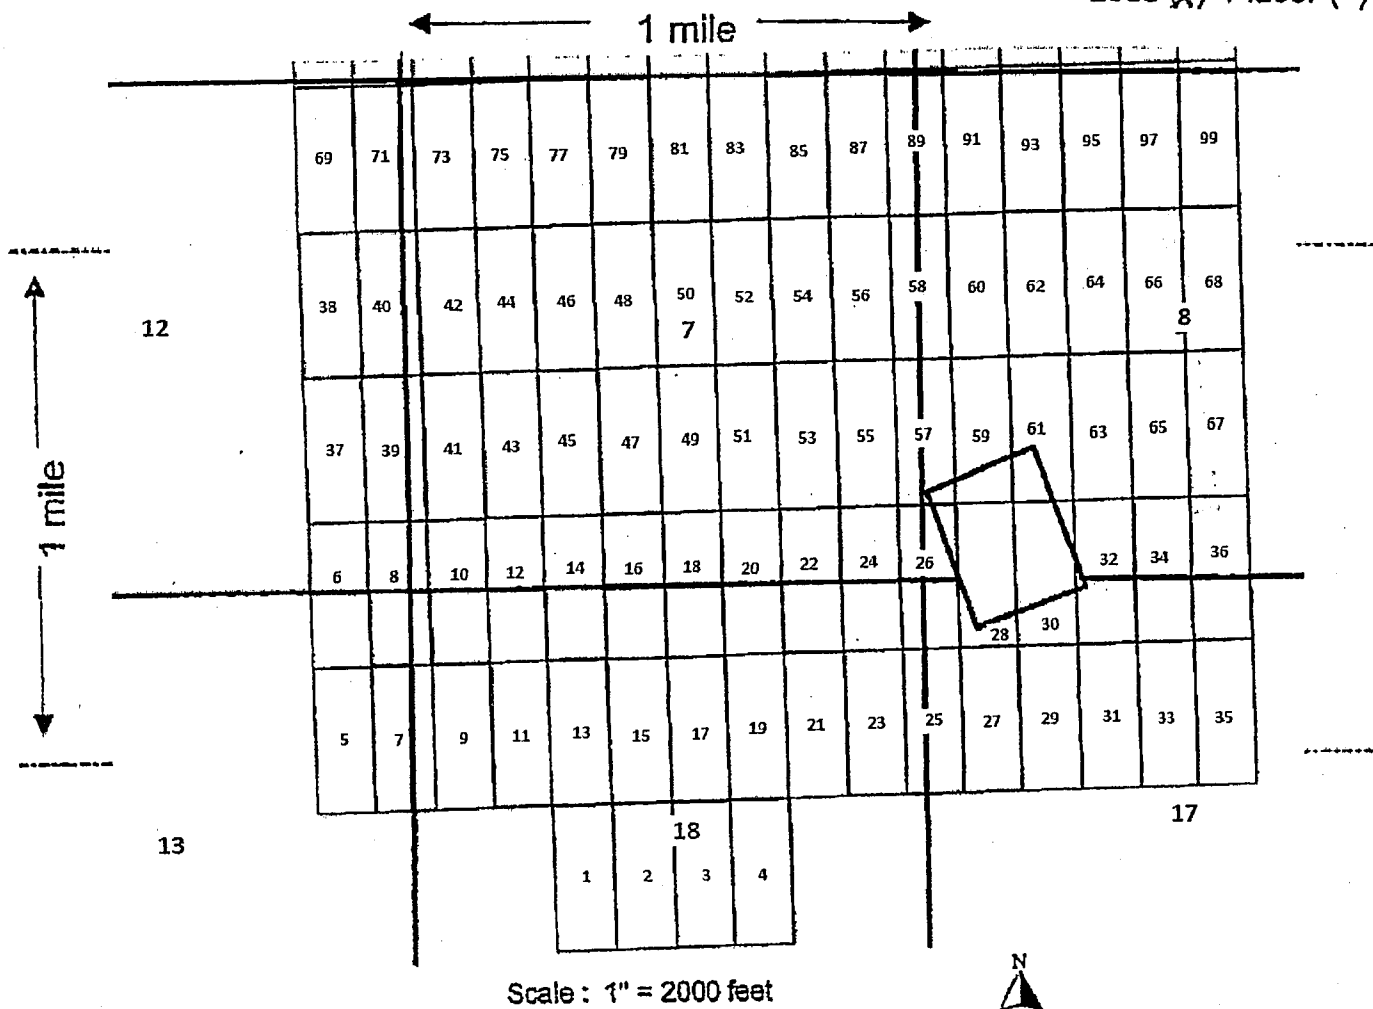 1 mile
69 71 73 75 77 79 81 83 85 87 89 91 93 95 97 99
38 40 42 44 46 48 50 52 54 56 58 60 62 64 66 68
12 7 8
37 39 41 43 45 47 49 51 53 55 57 59 61 63 65 67
1 mile
6 8 10 12 14 16 18 20 22 24 26 32 34 36
28 30
5 7 9 11 13 15 17 19 21 23 25 27 29 31 33 35
13 18 17
1 2 3 4
N
Scale : 1" = 2000 feet